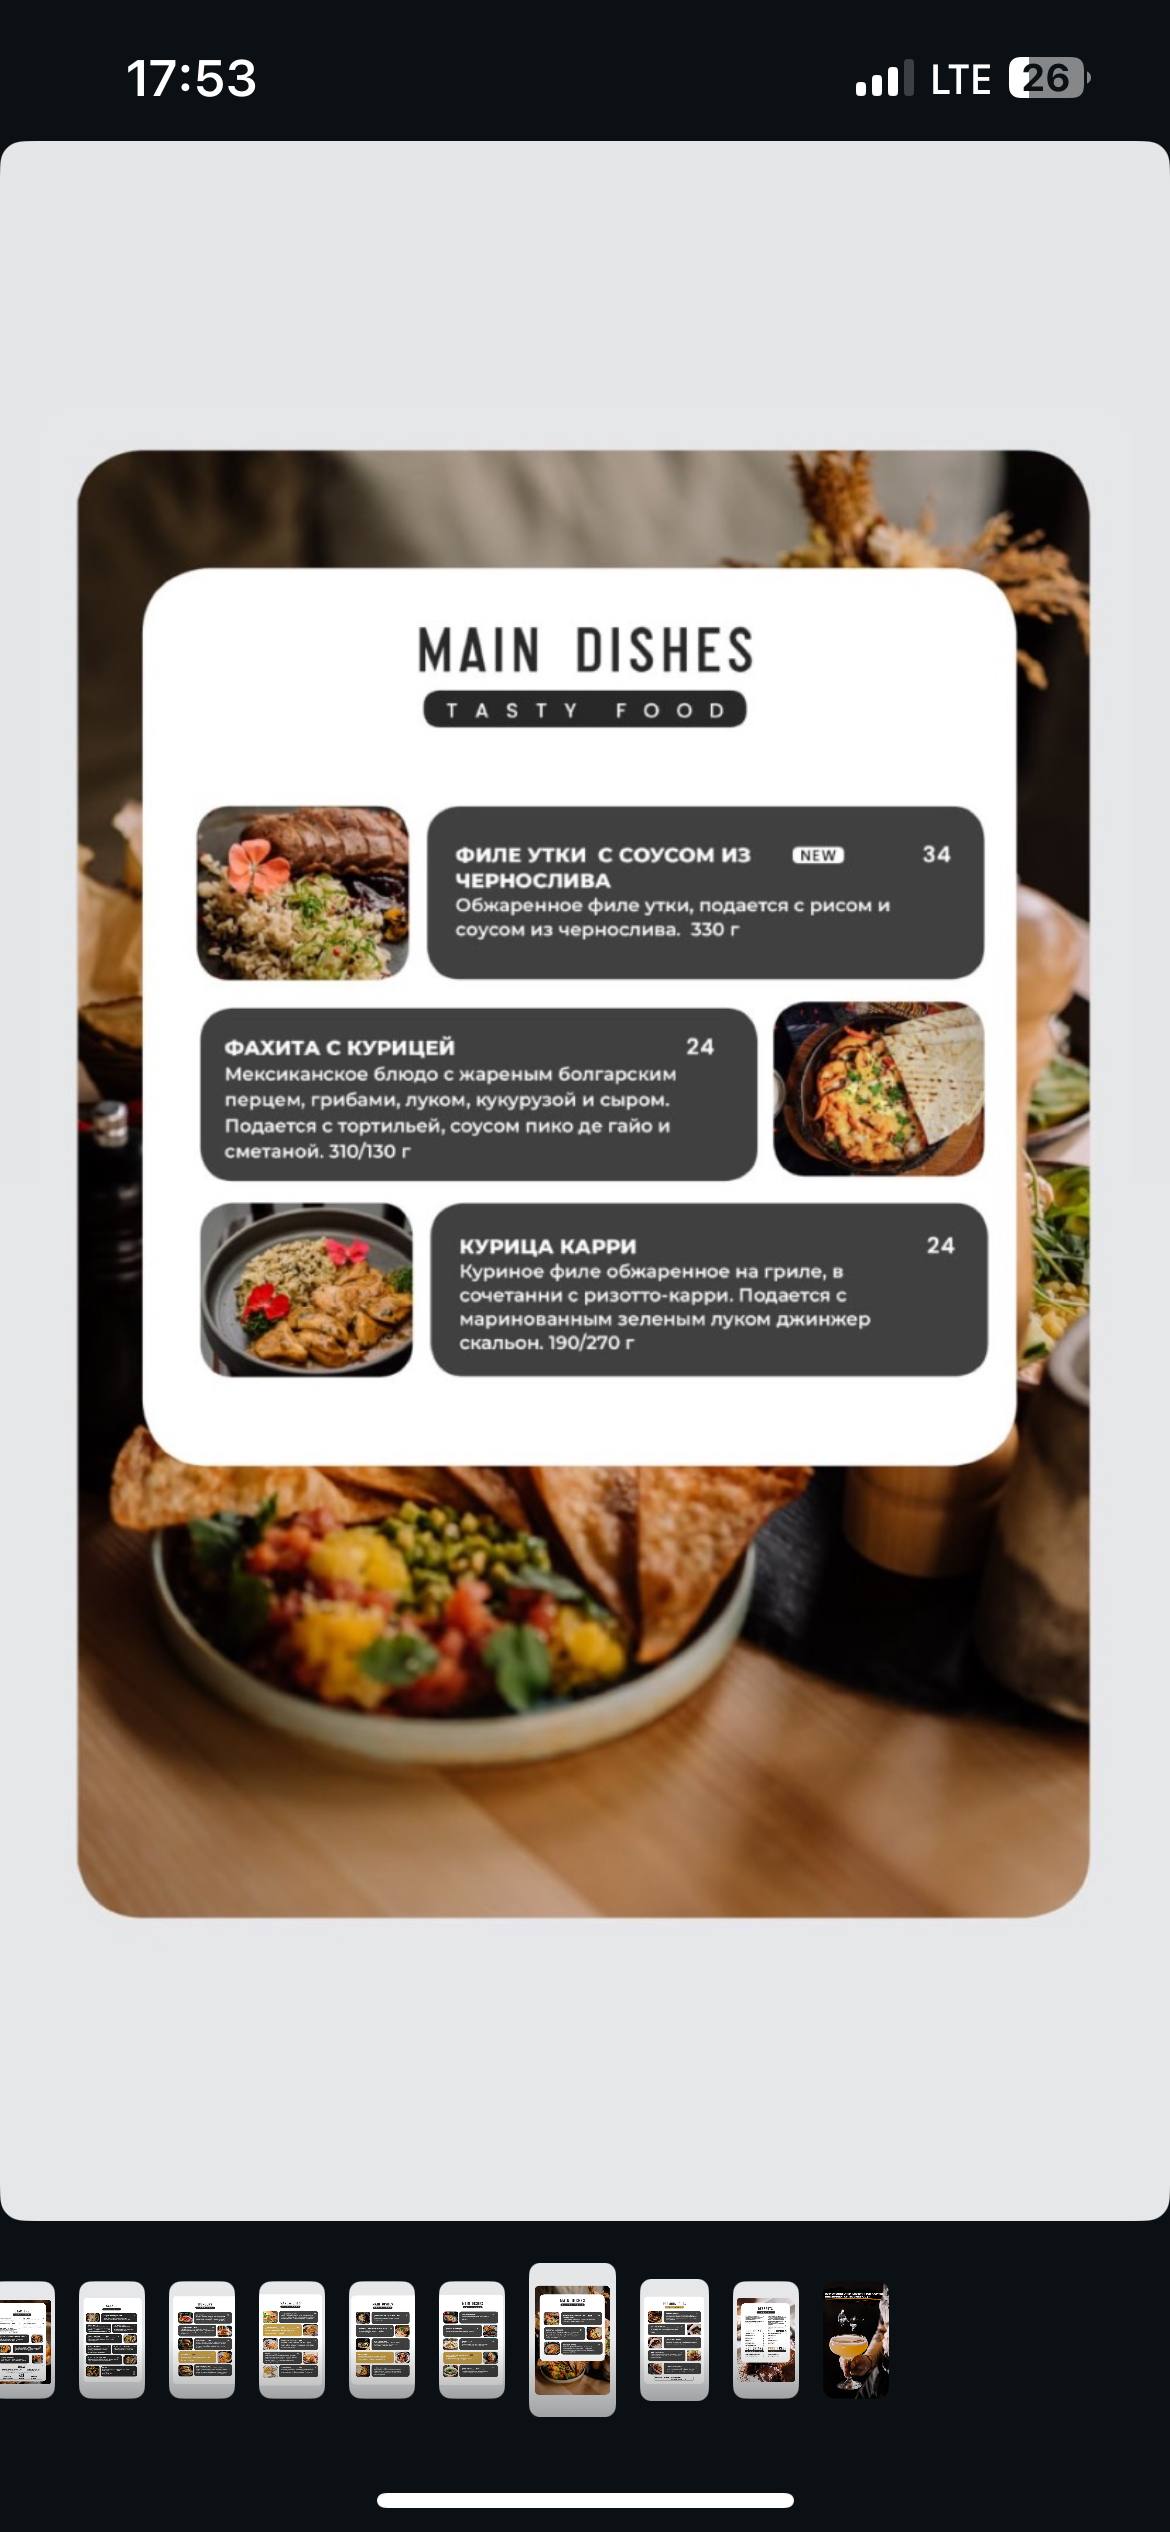 17:53
LTE 26
MAIN DISHES
TASTY FOOD
ФИЛЕ УТКИ С СОУСОМ ИЗ NEW 34
ЧЕРНОСЛИВА
Обжаренное филе утки, подается с рисом и
соусом из чернослива. 330 г
ФАХИТА С КУРИЦЕЙ 24
Мексиканское блюдо с жареным болгарским
перцем, грибами, луком, кукурузой и сыром.
Подается с тортильей, соусом пико де гайо и
сметаной. 310/130 г
КУРИЦА КАРРИ 24
Куриное филе обжаренное на гриле, в
сочетанни с ризотто-карри. Подается с
маринованным зеленым луком джинжер
скальон. 190/270 г